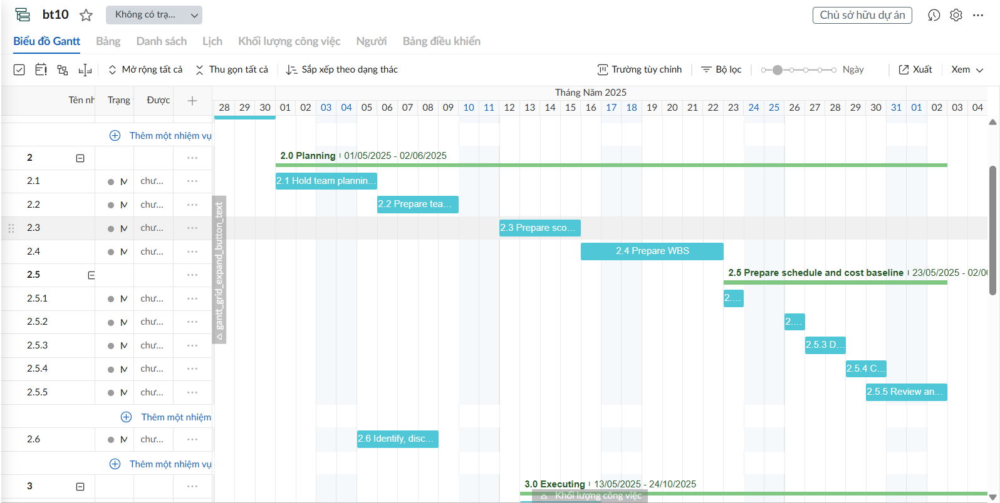 bt10 Không có trạ... Chủ sở hữu dự án
Biểu đồ Gantt Bảng Danh sách Lịch Khối lượng công việc Người Bảng điều khiển
Mở rộng tất cả Thu gọn tất cả Sắp xếp theo dạng thác Trường tùy chỉnh Bộ lọc Ngày Xuất Xem
Tháng Năm 2025
Tên nh Trạng Được
28 29 30 01 02 03 04 05 06 07 08 09 10 11 12 13 14 15 16 17 18 19 20 21 22 23 24 25 26 27 28 29 30 31 01 02 03 04
Thêm một nhiệm vụ
2 2.0 Planning 01/05/2025 - 02/06/2025
2.1 M chư... 2.1 Hold team plannin...
2.2 M chư... 2.2 Prepare tea...
2.3 M chư... 2.3 Prepare sco...
2.4 M chư... 2.4 Prepare WBS
gantt_grid_expand_button_text
2.5 2.5 Prepare schedule and cost baseline 23/05/2025 - 02/06
2.5.1 M chư... 2....
2.5.2 M chư... 2....
2.5.3 M chư... 2.5.3 D...
2.5.4 M chư... 2.5.4 C...
2.5.5 M chư... 2.5.5 Review an...
Thêm một nhiệm
2.6 M chư... 2.6 Identify, disc...
Thêm một nhiệm vụ
3 3.0 Executing 13/05/2025 - 24/10/2025
Khối lượng công việc